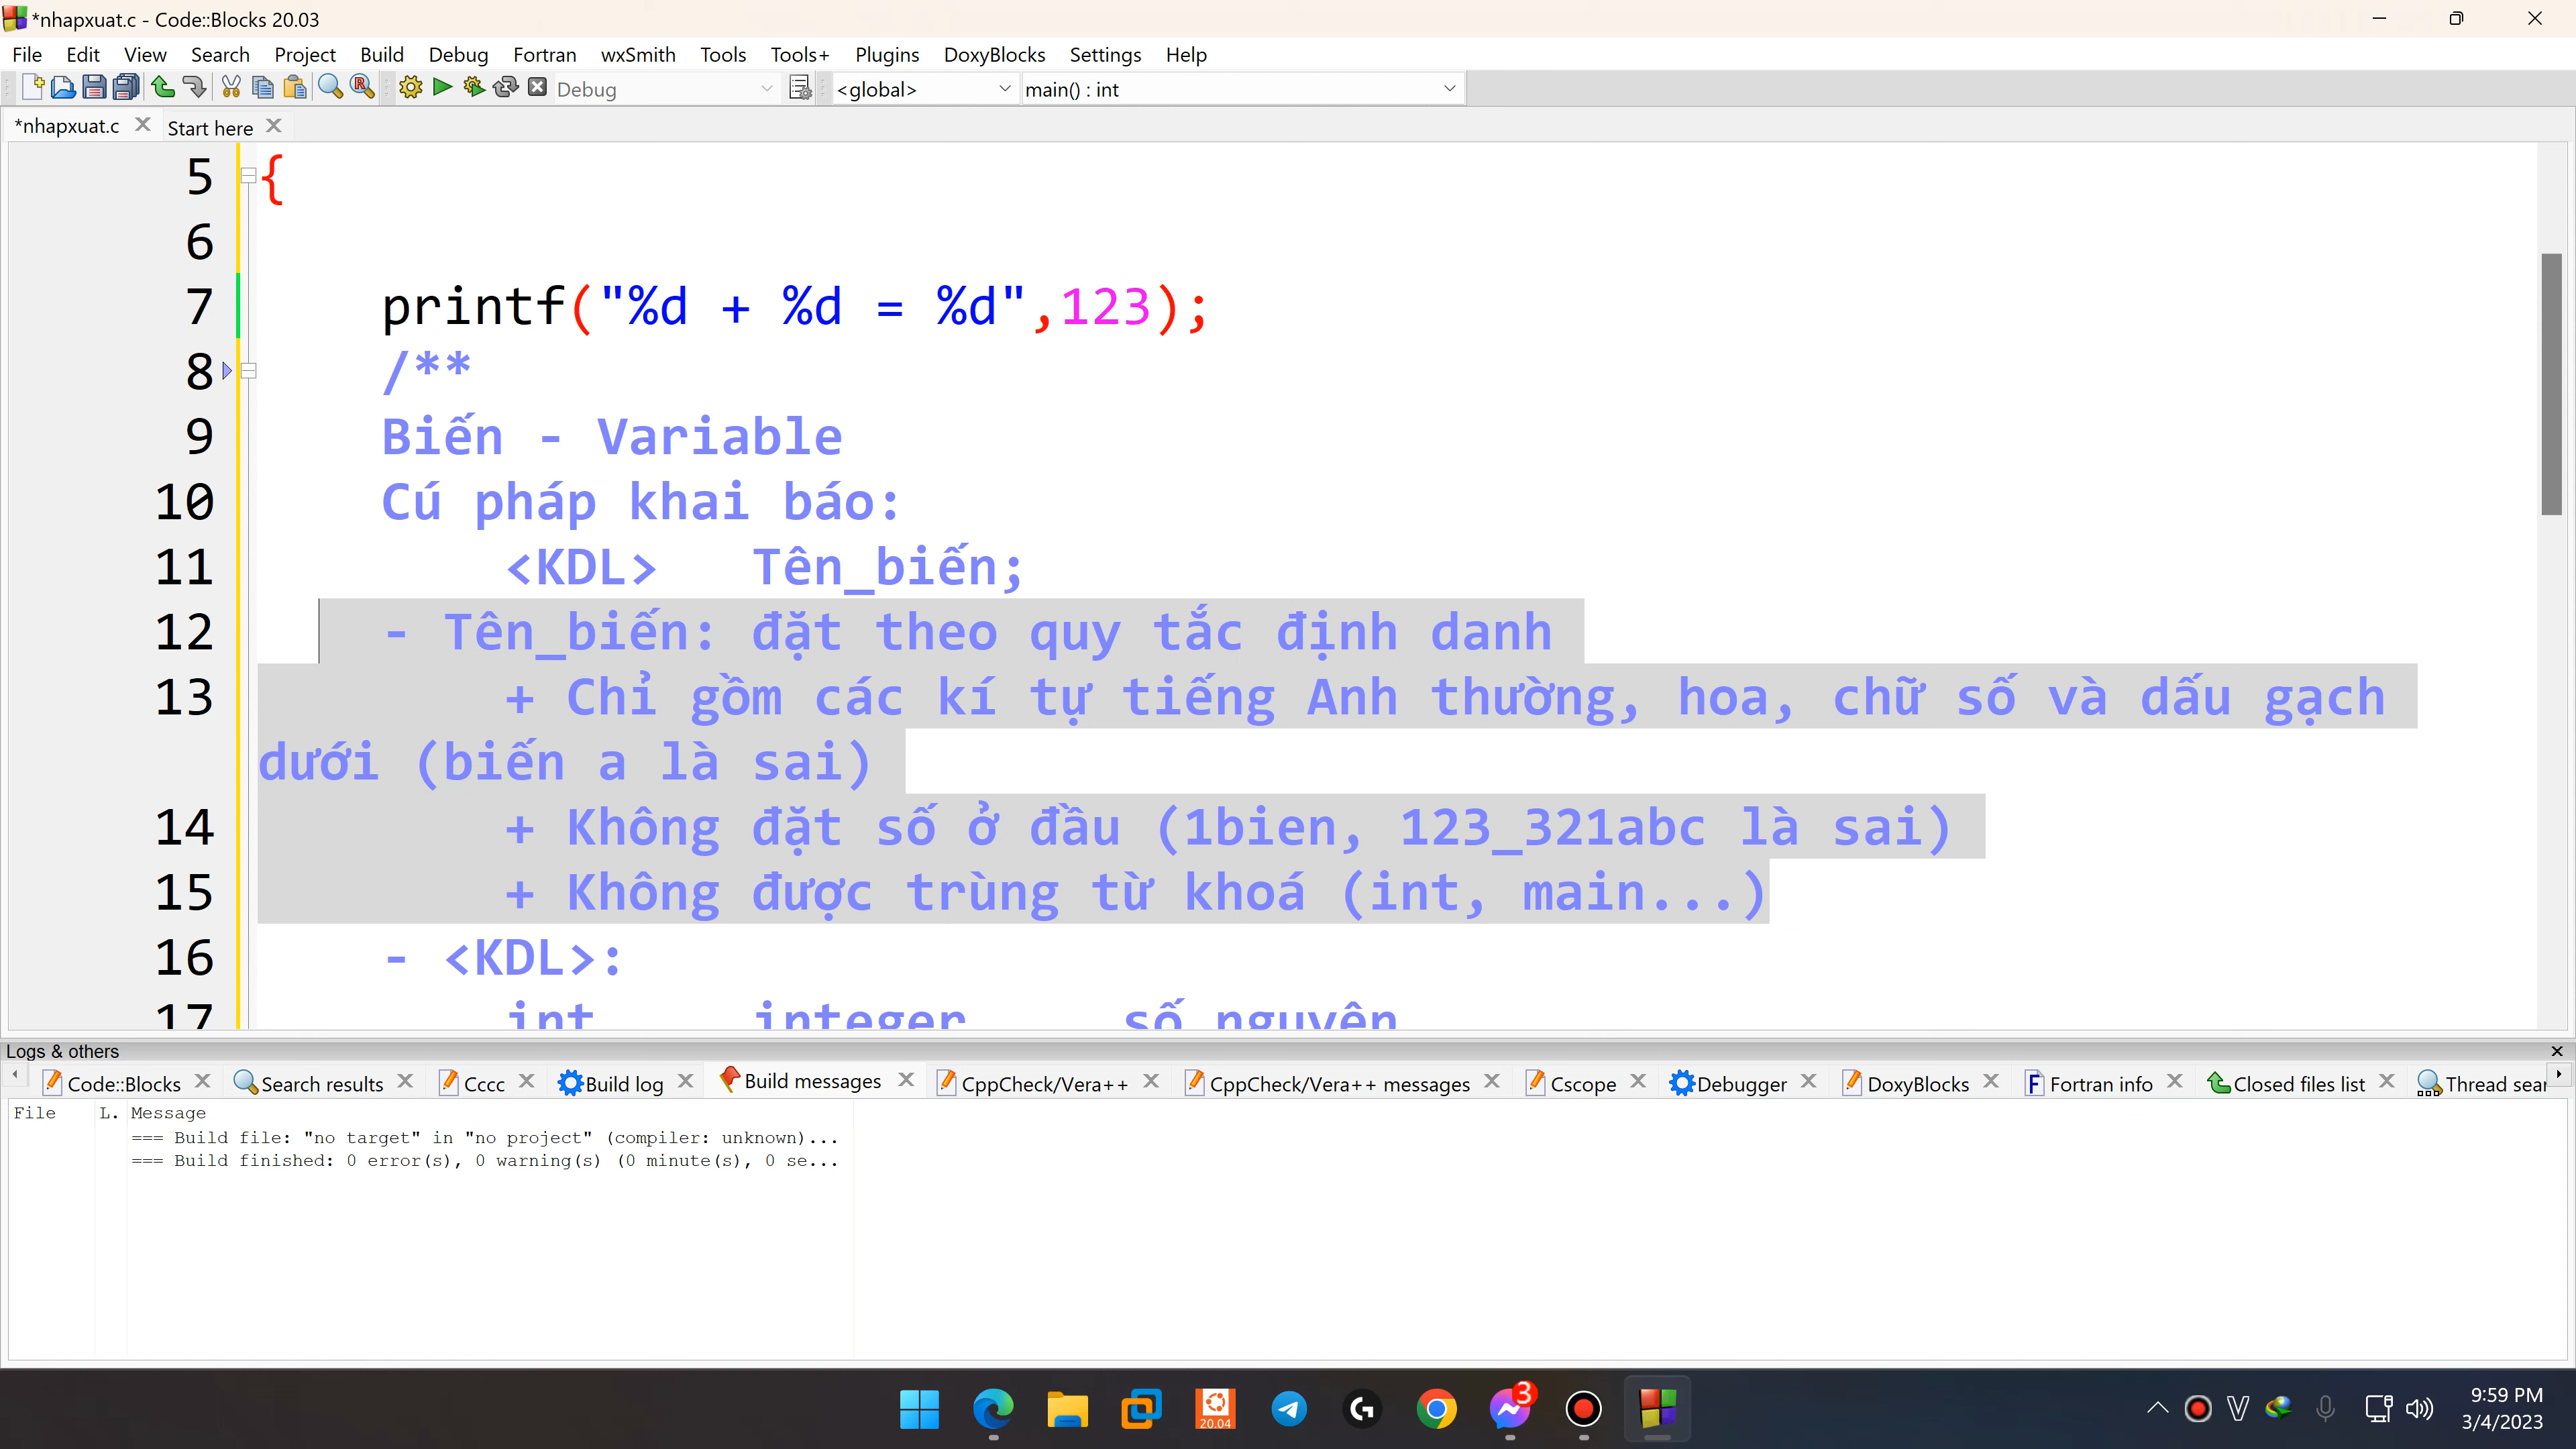 *nhapxuat.c - Code::Blocks 20.03
File Edit View Search Project Build Debug Fortran wxSmith Tools Tools+ Plugins DoxyBlocks Settings Help
Debug <global> main() : int
*nhapxuat.c Start here
5 {
6
7 printf("%d + %d = %d",123);
8 /**
9 Biến - Variable
10 Cú pháp khai báo:
11 <KDL> Tên_biến;
12 - Tên_biến: đặt theo quy tắc định danh
13 + Chỉ gồm các kí tự tiếng Anh thường, hoa, chữ số và dấu gạch
dưới (biến a là sai)
14 + Không đặt số ở đầu (1bien, 123_321abc là sai)
15 + Không được trùng từ khoá (int, main...)
16 - <KDL>:
17 int integer số nguyên
Logs & others
Code::Blocks Search results Cccc Build log Build messages CppCheck/Vera++ CppCheck/Vera++ messages Cscope Debugger DoxyBlocks Fortran info Closed files list Thread sear
File L. Message
=== Build file: "no target" in "no project" (compiler: unknown)...
=== Build finished: 0 error(s), 0 warning(s) (0 minute(s), 0 se...
3
20.04
9:59 PM
3/4/2023